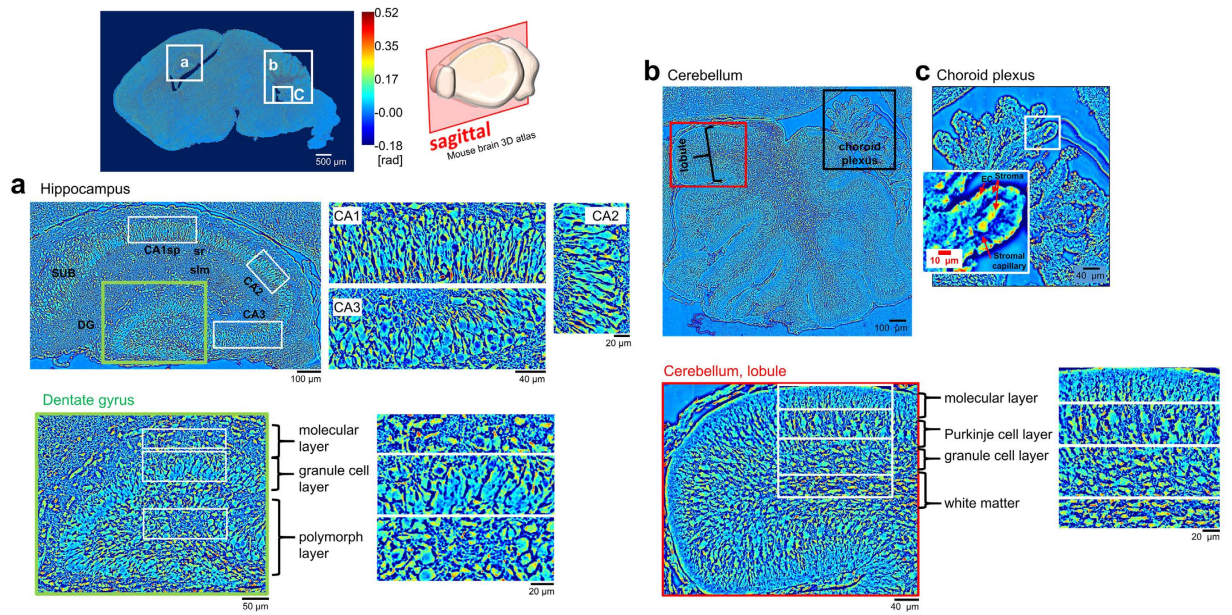 a
b
C
500 μm
0.52
0.34
0.17
-0.00
-0.18
[rad]
sagittal
Mouse brain 3D atlas
a Hippocampus
CA1sp
sr
slm
SUB
CA2
DG
CA3
100 μm
CA1
CA3
40 μm
CA2
20 μm
Dentate gyrus
50 μm
molecular
layer
granule cell
layer
polymorph
layer
20 μm
b Cerebellum
lobule
choroid
plexus
100 μm
c Choroid plexus
EC
Stroma
Stromal
capillary
10 μm
40 μm
Cerebellum, lobule
40 μm
molecular layer
Purkinje cell layer
granule cell layer
white matter
20 μm